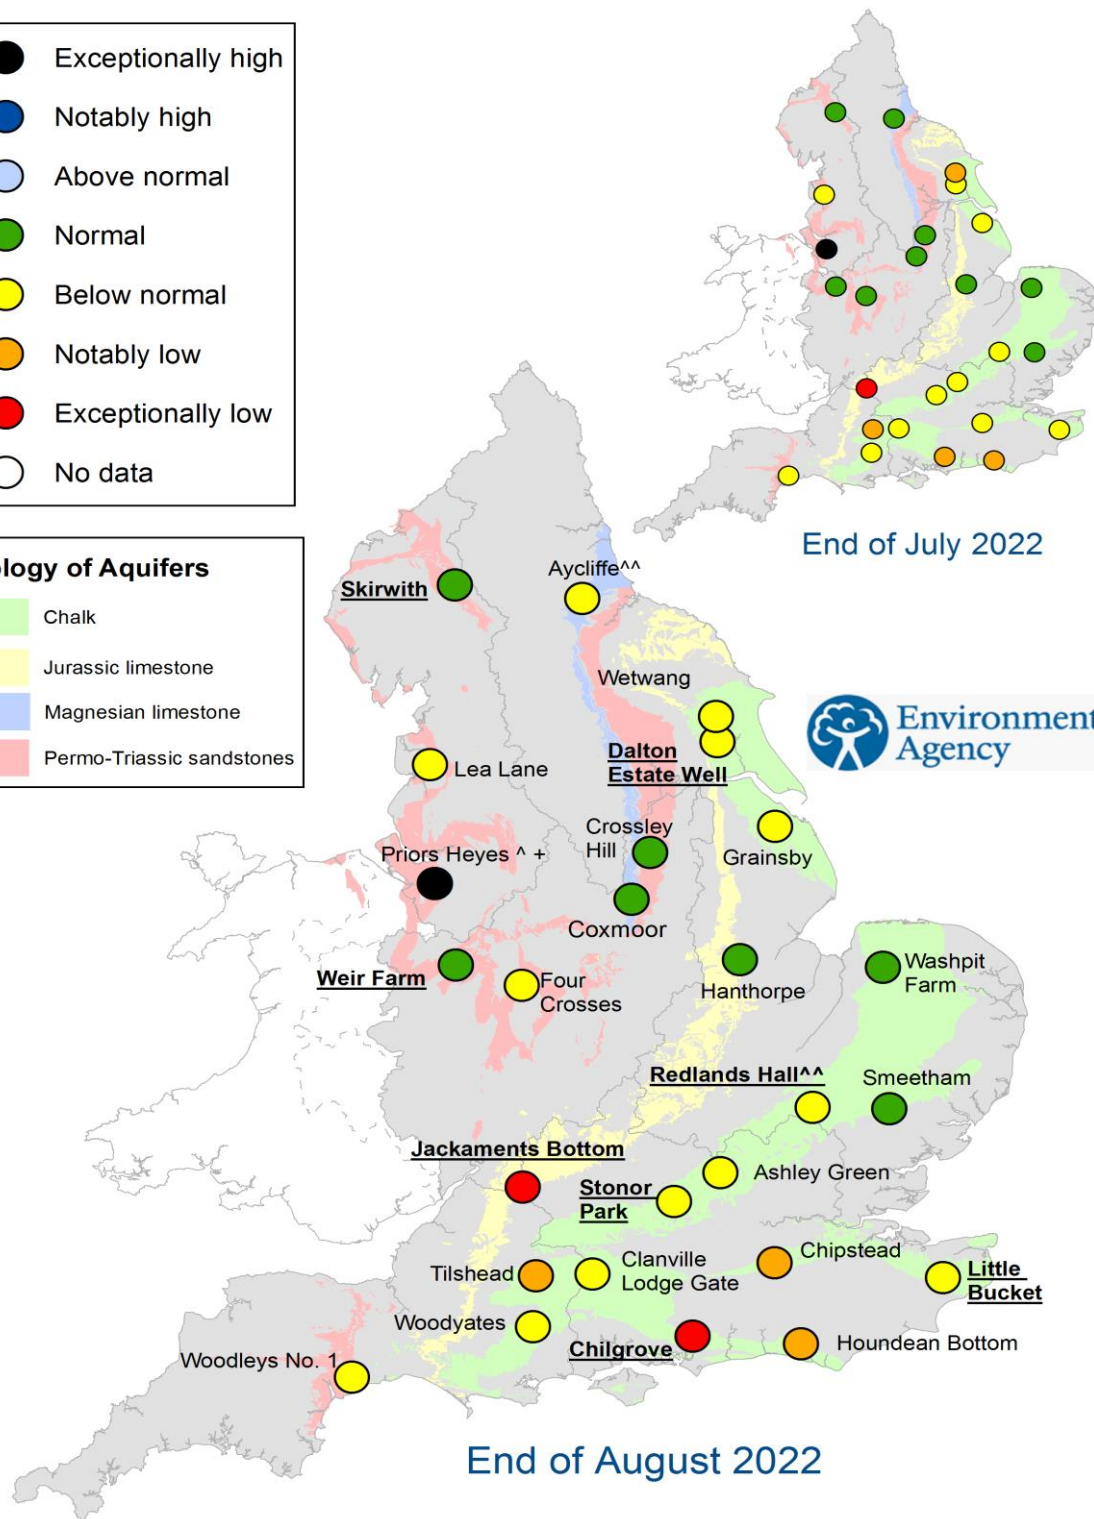 Exceptionally high
Notably high
Above normal
Normal
Below normal
Notably low
Exceptionally low
No data
of Aquifers
Chalk
Jurassic limestone
Magnesian limestone
Permo-Triassic sandstones
End of July 2022
Environment
Agency
Skirwith
Aycliffe^^
Wetwang
Dalton
Estate Well
Lea Lane
Crossley
Hill
Grainsby
Priors Heyes ^ +
Coxmoor
Weir Farm
Four
Crosses
Hanthorpe
Washpit
Farm
Redlands Hall^^
Smeetham
Jackaments Bottom
Stonor
Park
Ashley Green
Tilshead
Clanville
Lodge Gate
Chipstead
Little
Bucket
Woodyates
Chilgrove
Houndean Bottom
Woodleys No. 1
End of August 2022